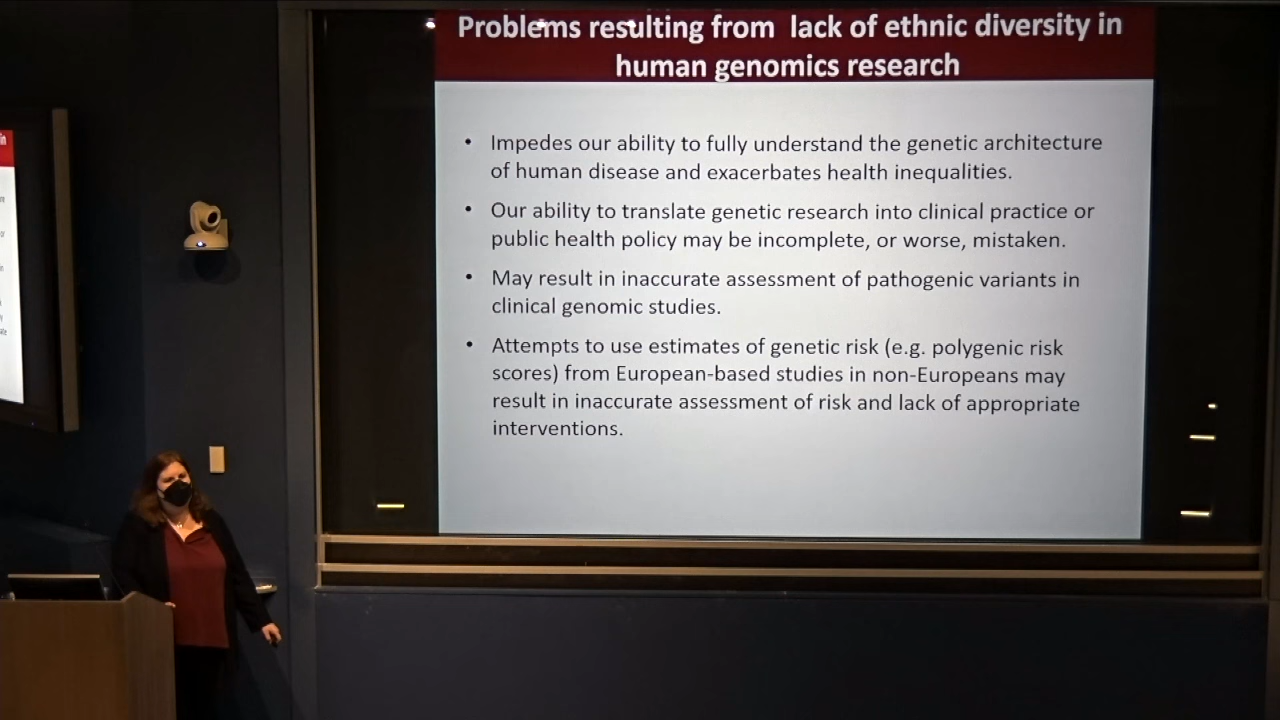 Problems resulting from lack of ethnic diversity in
human genomics research
• Impedes our ability to fully understand the genetic architecture
of human disease and exacerbates health inequalities.
• Our ability to translate genetic research into clinical practice or
public health policy may be incomplete, or worse, mistaken.
• May result in inaccurate assessment of pathogenic variants in
clinical genomic studies.
• Attempts to use estimates of genetic risk (e.g. polygenic risk
scores) from European-based studies in non-Europeans may
result in inaccurate assessment of risk and lack of appropriate
interventions.